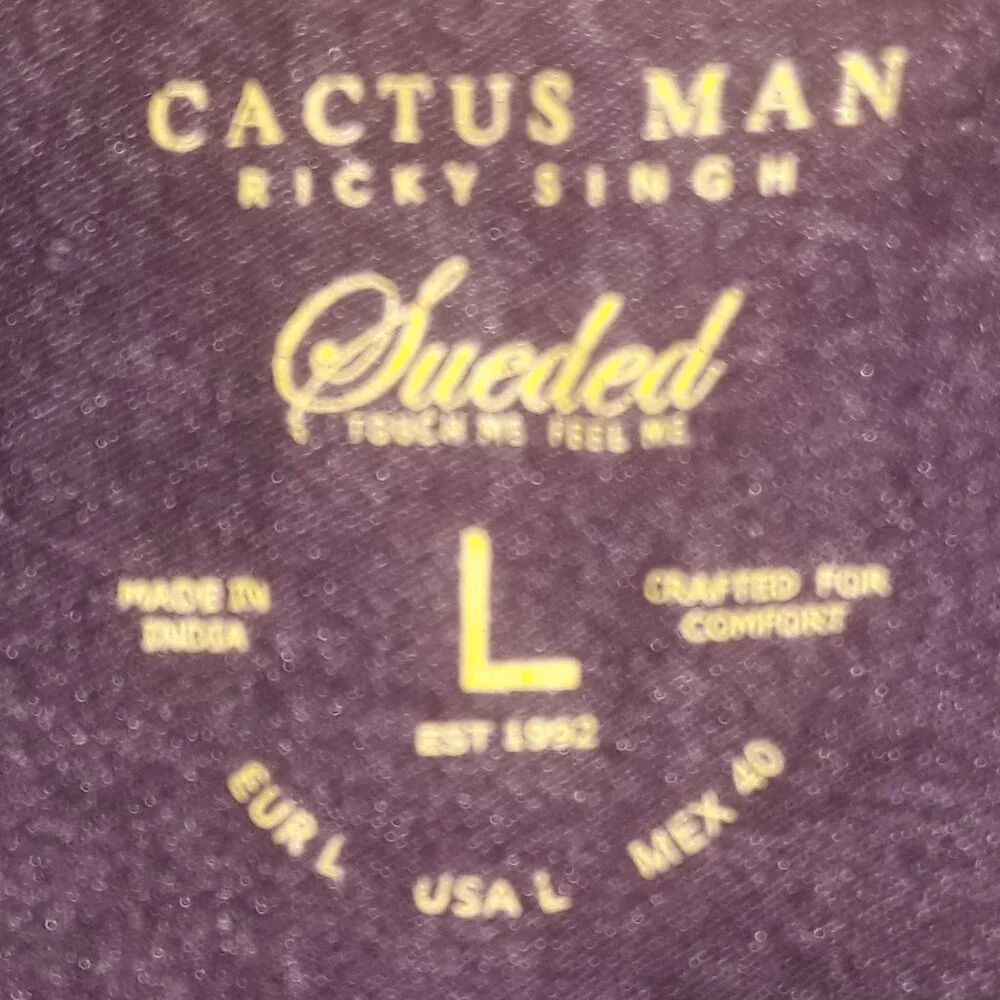 CACTUS MAN
RICKY SINGH
Sueded
TOUCH ME FEEL ME
L
MADE IN
INDIA
CRAFTED FOR
COMFORT
EST 1992
EUR L
USA L
MEX 40